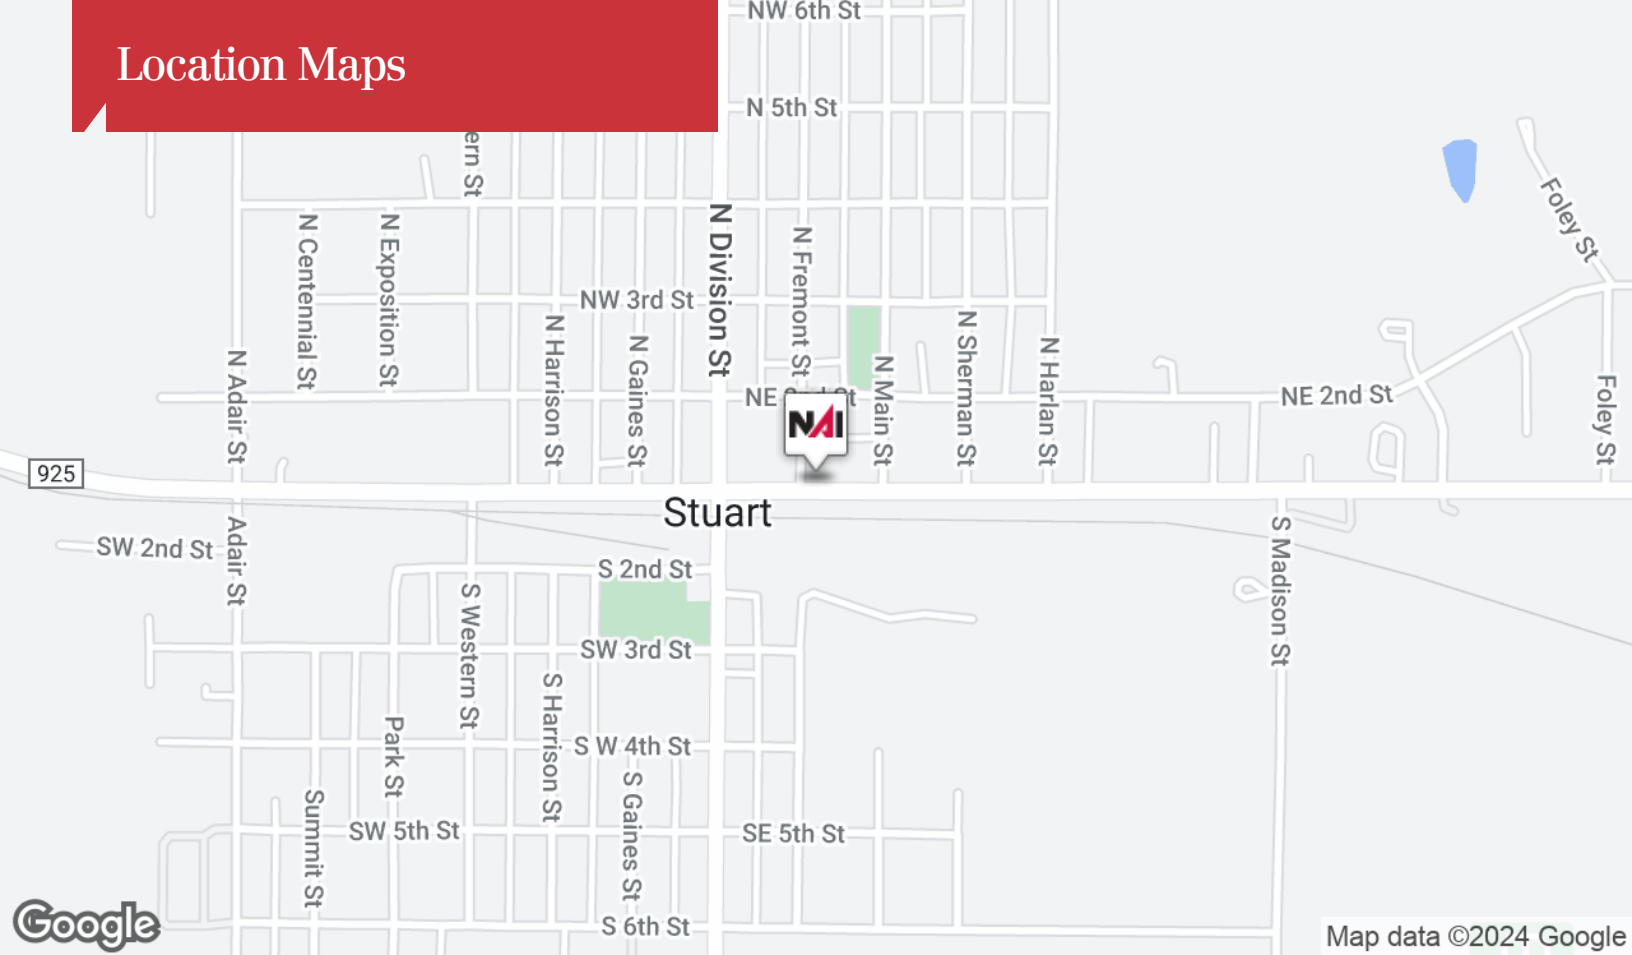 Location Maps
NW 6th St
N 5th St
ern St
Foley St
N Division St
N Centennial St
N Exposition St
N Fremont St
NW 3rd St
N Harrison St
N Gaines St
N Sherman St
N Harlan St
N Adair St
N Main St
NE 2nd St
NE 2nd St
Foley St
NAI
925
Stuart
Adair St
SW 2nd St
S Madison St
S 2nd St
S Western St
SW 3rd St
S Harrison St
Park St
S W 4th St
S Gaines St
Summit St
SW 5th St
SE 5th St
S 6th St
Google
Map data ©2024 Google